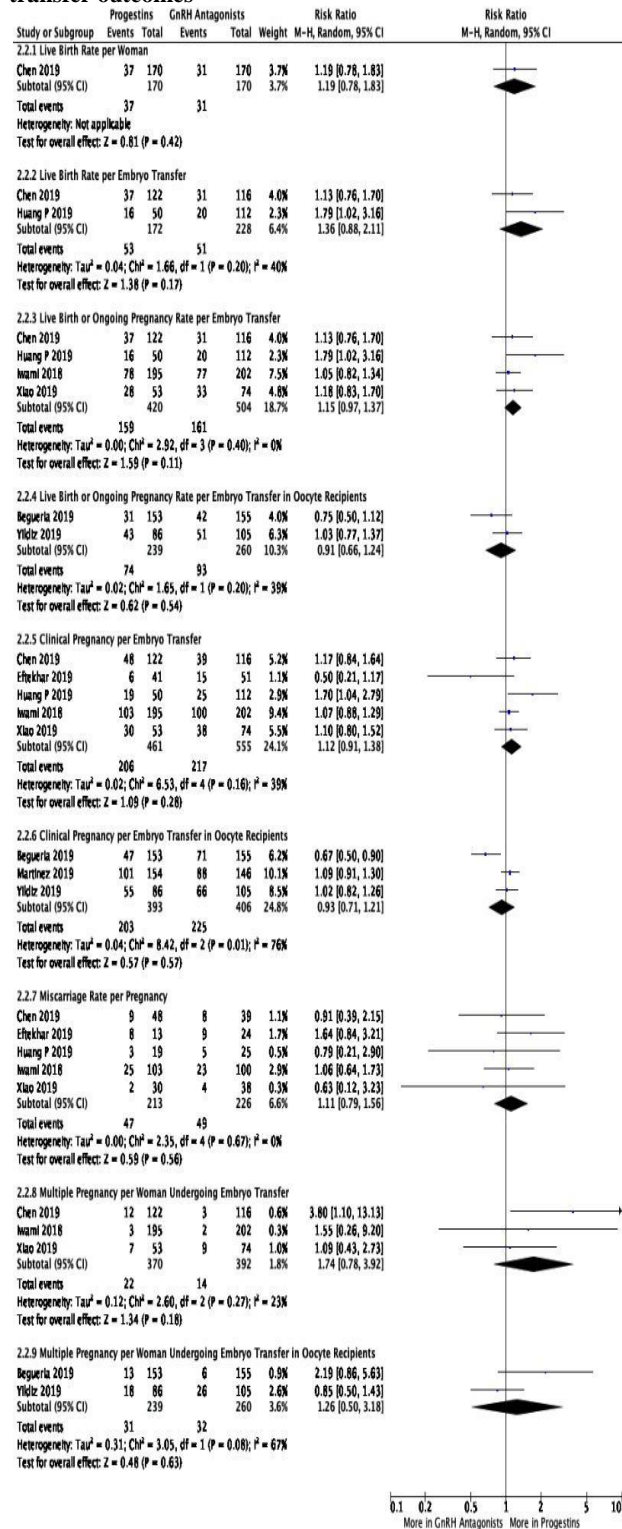 transfer outcomes
Progestins GnRH Antagonists Risk Ratio Risk Ratio
Study or Subgroup Events Total Events Total Weight M-H, Random, 95% CI M-H, Random, 95% CI
2.2.1 Live Birth Rate per Woman
Chen 2019 37 170 31 170 3.7% 1.19 [0.78, 1.83]
Subtotal (95% CI) 170 170 3.7% 1.19 [0.78, 1.83]
Total events 37 31
Heterogeneity: Not applicable
Test for overall effect: Z = 0.81 (P = 0.42)
2.2.2 Live Birth Rate per Embryo Transfer
Chen 2019 37 122 31 116 4.0% 1.13 [0.76, 1.70]
Huang P 2019 16 50 20 112 2.3% 1.79 [1.02, 3.16]
Subtotal (95% CI) 172 228 6.4% 1.36 [0.88, 2.11]
Total events 53 51
Heterogeneity: Tau² = 0.04; Chi² = 1.66, df = 1 (P = 0.20); I² = 40%
Test for overall effect: Z = 1.38 (P = 0.17)
2.2.3 Live Birth or Ongoing Pregnancy Rate per Embryo Transfer
Chen 2019 37 122 31 116 4.0% 1.13 [0.76, 1.70]
Huang P 2019 16 50 20 112 2.3% 1.79 [1.02, 3.16]
Iwami 2018 78 195 77 202 7.5% 1.05 [0.82, 1.34]
Xiao 2019 28 53 33 74 4.8% 1.18 [0.83, 1.70]
Subtotal (95% CI) 420 504 18.7% 1.15 [0.97, 1.37]
Total events 159 161
Heterogeneity: Tau² = 0.00; Chi² = 2.92, df = 3 (P = 0.40); I² = 0%
Test for overall effect: Z = 1.59 (P = 0.11)
2.2.4 Live Birth or Ongoing Pregnancy Rate per Embryo Transfer in Oocyte Recipients
Begueria 2019 31 153 42 155 4.0% 0.75 [0.50, 1.12]
Yildiz 2019 43 86 51 105 6.3% 1.03 [0.77, 1.37]
Subtotal (95% CI) 239 260 10.3% 0.91 [0.66, 1.24]
Total events 74 93
Heterogeneity: Tau² = 0.02; Chi² = 1.65, df = 1 (P = 0.20); I² = 39%
Test for overall effect: Z = 0.62 (P = 0.54)
2.2.5 Clinical Pregnancy per Embryo Transfer
Chen 2019 48 122 39 116 5.2% 1.17 [0.84, 1.64]
Eftekhar 2019 6 41 15 51 1.1% 0.50 [0.21, 1.17]
Huang P 2019 19 50 25 112 2.9% 1.70 [1.04, 2.79]
Iwami 2018 103 195 100 202 9.4% 1.07 [0.88, 1.29]
Xiao 2019 30 53 38 74 5.5% 1.10 [0.80, 1.52]
Subtotal (95% CI) 461 555 24.1% 1.12 [0.91, 1.38]
Total events 206 217
Heterogeneity: Tau² = 0.02; Chi² = 6.53, df = 4 (P = 0.16); I² = 39%
Test for overall effect: Z = 1.09 (P = 0.28)
2.2.6 Clinical Pregnancy per Embryo Transfer in Oocyte Recipients
Begueria 2019 47 153 71 155 6.2% 0.67 [0.50, 0.90]
Martinez 2019 101 154 88 146 10.1% 1.09 [0.91, 1.30]
Yildiz 2019 55 86 66 105 8.5% 1.02 [0.82, 1.26]
Subtotal (95% CI) 393 406 24.8% 0.93 [0.71, 1.21]
Total events 203 225
Heterogeneity: Tau² = 0.04; Chi² = 8.42, df = 2 (P = 0.01); I² = 76%
Test for overall effect: Z = 0.57 (P = 0.57)
2.2.7 Miscarriage Rate per Pregnancy
Chen 2019 9 48 8 39 1.1% 0.91 [0.39, 2.15]
Eftekhar 2019 8 13 9 24 1.7% 1.64 [0.84, 3.21]
Huang P 2019 3 19 5 25 0.5% 0.79 [0.21, 2.90]
Iwami 2018 25 103 23 100 2.9% 1.06 [0.64, 1.73]
Xiao 2019 2 30 4 38 0.3% 0.63 [0.12, 3.23]
Subtotal (95% CI) 213 226 6.6% 1.11 [0.79, 1.56]
Total events 47 49
Heterogeneity: Tau² = 0.00; Chi² = 2.35, df = 4 (P = 0.67); I² = 0%
Test for overall effect: Z = 0.59 (P = 0.56)
2.2.8 Multiple Pregnancy per Woman Undergoing Embryo Transfer
Chen 2019 12 122 3 116 0.6% 3.80 [1.10, 13.13]
Iwami 2018 3 195 2 202 0.3% 1.55 [0.26, 9.20]
Xiao 2019 7 53 9 74 1.0% 1.09 [0.43, 2.73]
Subtotal (95% CI) 370 392 1.8% 1.74 [0.78, 3.92]
Total events 22 14
Heterogeneity: Tau² = 0.12; Chi² = 2.60, df = 2 (P = 0.27); I² = 23%
Test for overall effect: Z = 1.34 (P = 0.18)
2.2.9 Multiple Pregnancy per Woman Undergoing Embryo Transfer in Oocyte Recipients
Begueria 2019 13 153 6 155 0.9% 2.19 [0.86, 5.63]
Yildiz 2019 18 86 26 105 2.6% 0.85 [0.50, 1.43]
Subtotal (95% CI) 239 260 3.6% 1.26 [0.50, 3.18]
Total events 31 32
Heterogeneity: Tau² = 0.31; Chi² = 3.05, df = 1 (P = 0.08); I² = 67%
Test for overall effect: Z = 0.48 (P = 0.63)
0.1 0.2 0.5 1 2 5 10
More in GnRH Antagonists More in Progestins